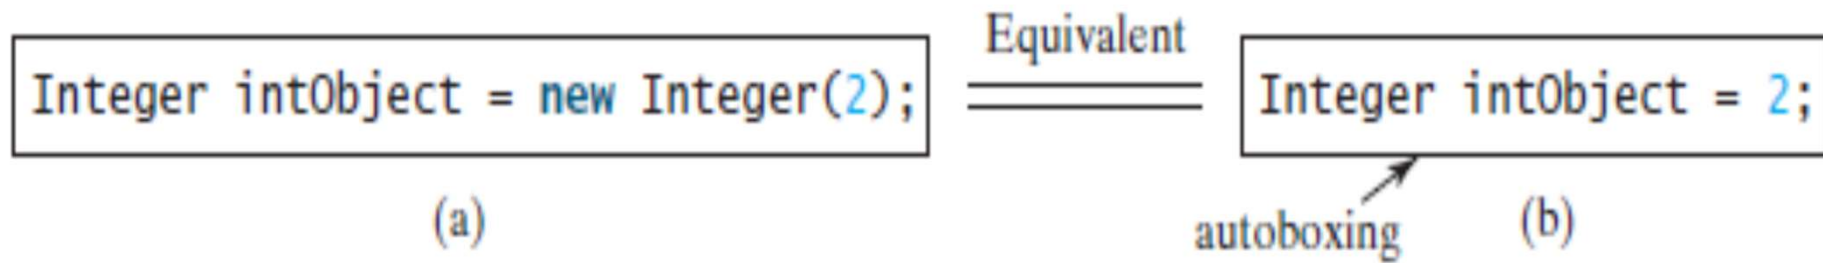 Equivalent
Integer intObject = new Integer(2);
Integer intObject = 2;
(a)
autoboxing
(b)